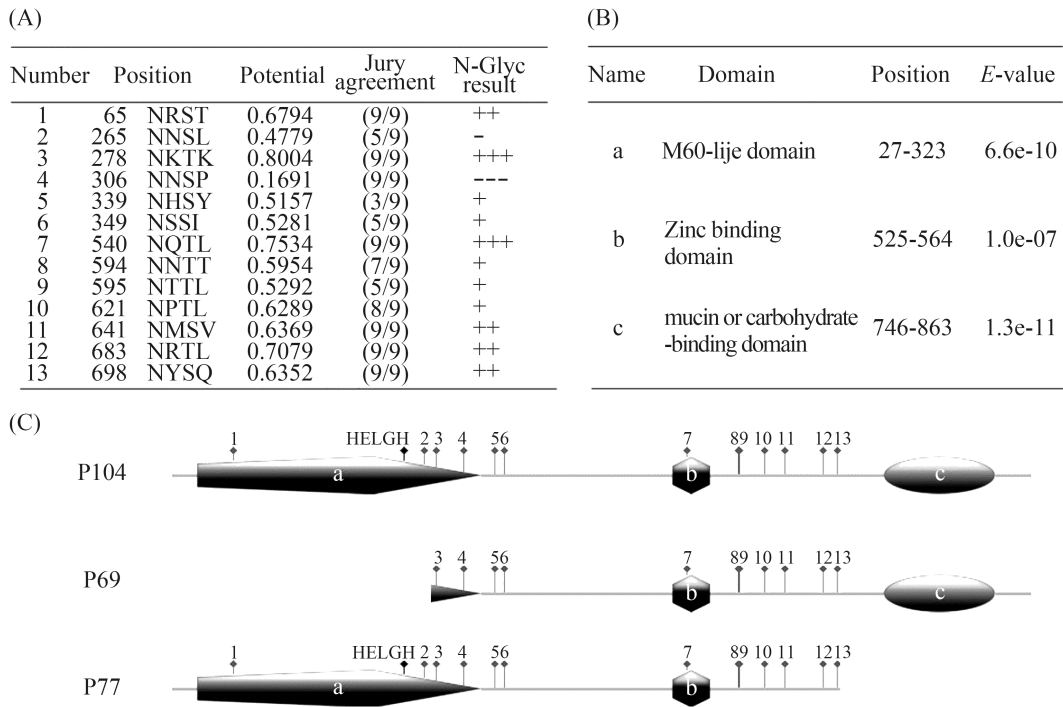 (A)
Number Position Potential Jury agreement N-Glyc result
1 65 NRST 0.6794 (9/9) ++
2 265 NNSL 0.4779 (5/9) -
3 278 NKTK 0.8004 (9/9) +++
4 306 NNSP 0.1691 (9/9) ---
5 339 NHSY 0.5157 (3/9) +
6 349 NSSI 0.5281 (5/9) +
7 540 NQTL 0.7534 (9/9) +++
8 594 NNTT 0.5954 (7/9) +
9 595 NTTL 0.5292 (5/9) +
10 621 NPTL 0.6289 (8/9) +
11 641 NMSV 0.6369 (9/9) ++
12 683 NRTL 0.7079 (9/9) ++
13 698 NYSQ 0.6352 (9/9) ++
(B)
Name Domain Position E-value
a M60-lije domain 27-323 6.6e-10
b Zinc binding domain 525-564 1.0e-07
c mucin or carbohydrate -binding domain 746-863 1.3e-11
(C)
1 HELGH 2 3 4 56 7 89 10 11 12 13
P104 a b c
3 4 56 7 89 10 11 12 13
P69 b c
1 HELGH 2 3 4 56 7 89 10 11 12 13
P77 a b